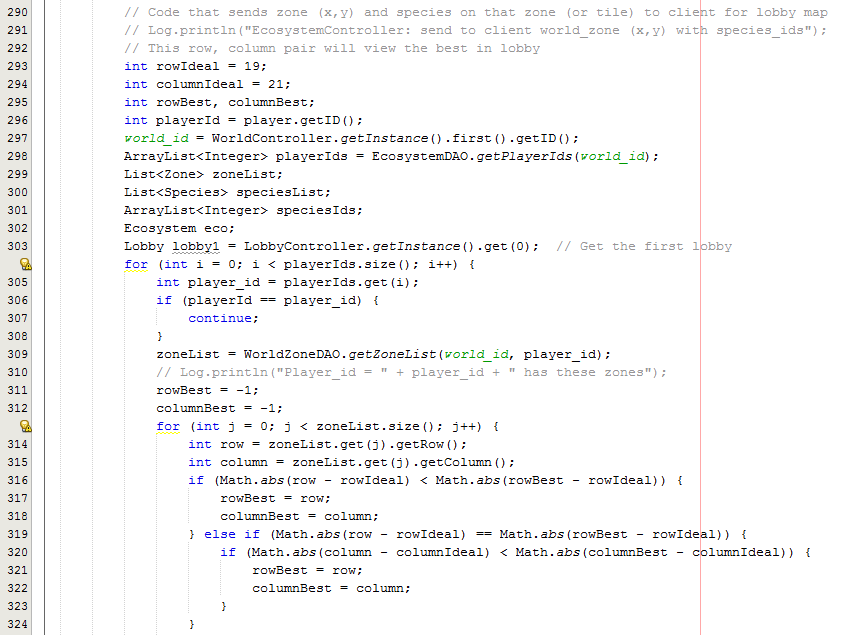 290 // Code that sends zone (x,y) and species on that zone (or tile) to client for lobby map
291 // Log.println("EcosystemController: send to client world_zone (x,y) with species_ids");
292 // This row, column pair will view the best in lobby
293 int rowIdeal = 19;
294 int columnIdeal = 21;
295 int rowBest, columnBest;
296 int playerId = player.getID();
297 world_id = WorldController.getInstance().first().getID();
298 ArrayList<Integer> playerIds = EcosystemDAO.getPlayerIds(world_id);
299 List<Zone> zoneList;
300 List<Species> speciesList;
301 ArrayList<Integer> speciesIds;
302 Ecosystem eco;
303 Lobby lobby1 = LobbyController.getInstance().get(0);  // Get the first lobby
for (int i = 0; i < playerIds.size(); i++) {
305 int player_id = playerIds.get(i);
306 if (playerId == player_id) {
307 continue;
308 }
309 zoneList = WorldZoneDAO.getZoneList(world_id, player_id);
310 // Log.println("Player_id = " + player_id + " has these zones");
311 rowBest = -1;
312 columnBest = -1;
for (int j = 0; j < zoneList.size(); j++) {
314 int row = zoneList.get(j).getRow();
315 int column = zoneList.get(j).getColumn();
316 if (Math.abs(row - rowIdeal) < Math.abs(rowBest - rowIdeal)) {
317 rowBest = row;
318 columnBest = column;
319 } else if (Math.abs(row - rowIdeal) == Math.abs(rowBest - rowIdeal)) {
320 if (Math.abs(column - columnIdeal) < Math.abs(columnBest - columnIdeal)) {
321 rowBest = row;
322 columnBest = column;
323 }
324 }